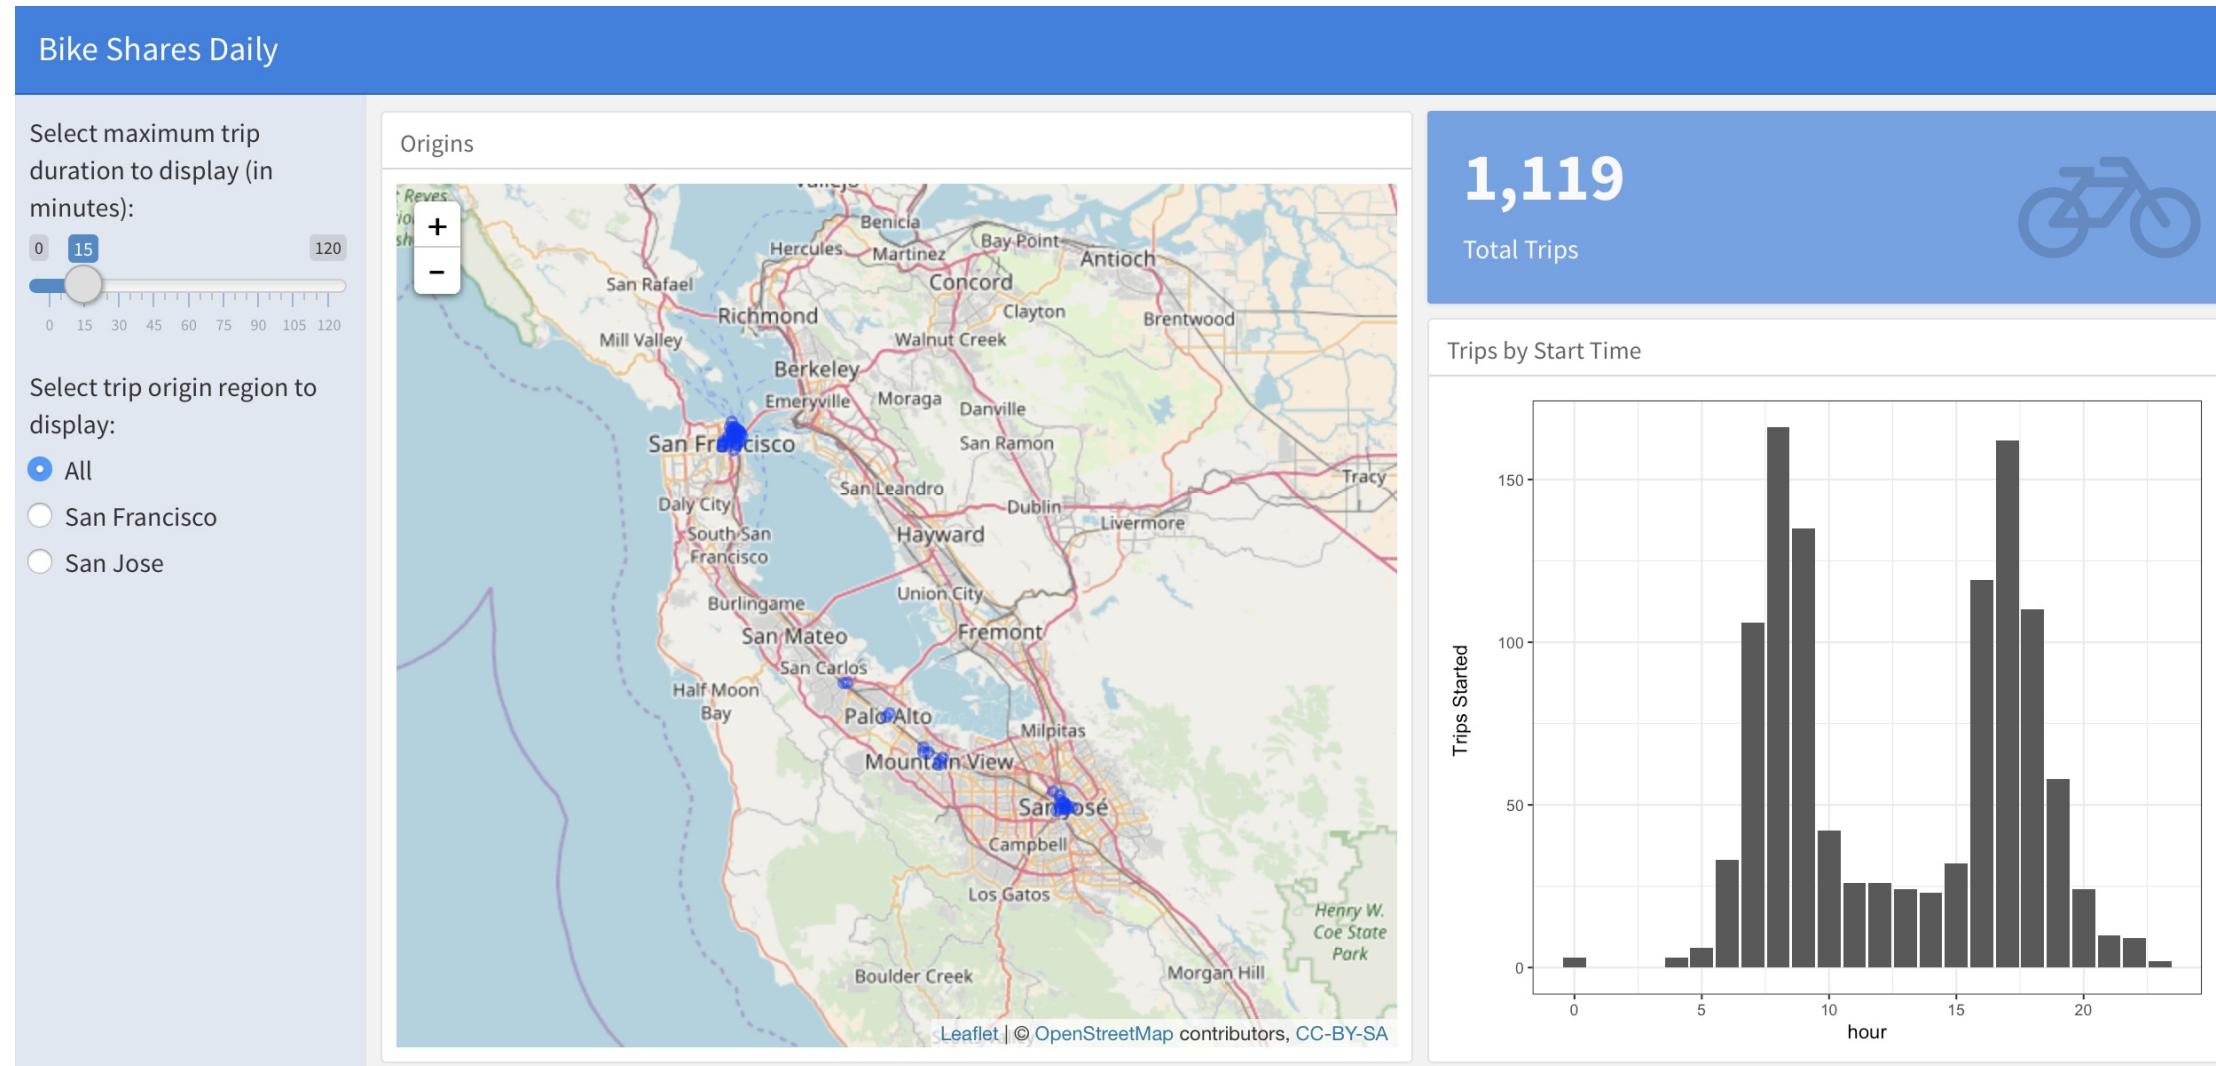 Bike Shares Daily
Select maximum trip
duration to display (in
minutes):
0
15
120
0 15 30 45 60 75 90 105 120
Select trip origin region to
display:
All
San Francisco
San Jose
Origins
+
−
Reyes
Benicia
Hercules
Martinez
Bay Point
Antioch
San Rafael
Concord
Richmond
Clayton
Brentwood
Mill Valley
Walnut Creek
Berkeley
Emeryville
Moraga
Danville
San Francisco
San Ramon
Tracy
San Leandro
Daly City
Dublin
Livermore
South San
Francisco
Hayward
Union City
Burlingame
San Mateo
Fremont
San Carlos
Half Moon
Bay
Palo Alto
Milpitas
Mountain View
San José
Campbell
Los Gatos
Henry W.
Coe State
Park
Boulder Creek
Morgan Hill
Leaflet | © OpenStreetMap contributors, CC-BY-SA
1,119
Total Trips
Trips by Start Time
Trips Started
150
100
50
0
0 5 10 15 20
hour